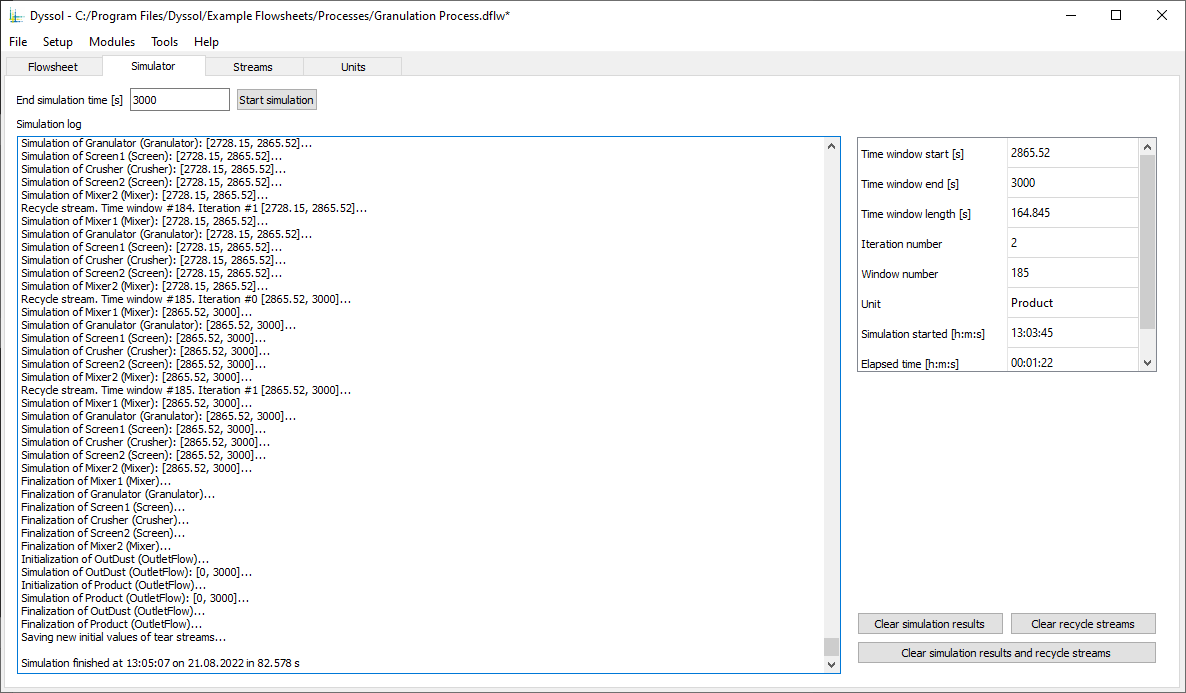 Dyssol - C:/Program Files/Dyssol/Example Flowsheets/Processes/Granulation Process.dflw*
File Setup Modules Tools Help
Flowsheet Simulator Streams Units
End simulation time [s] 3000 Start simulation
Simulation log
Simulation of Granulator (Granulator): [2728.15, 2865.52]...
Simulation of Screen1 (Screen): [2728.15, 2865.52]...
Simulation of Crusher (Crusher): [2728.15, 2865.52]...
Simulation of Screen2 (Screen): [2728.15, 2865.52]...
Simulation of Mixer2 (Mixer): [2728.15, 2865.52]...
Recycle stream. Time window #184. Iteration #1 [2728.15, 2865.52]...
Simulation of Mixer1 (Mixer): [2728.15, 2865.52]...
Simulation of Granulator (Granulator): [2728.15, 2865.52]...
Simulation of Screen1 (Screen): [2728.15, 2865.52]...
Simulation of Crusher (Crusher): [2728.15, 2865.52]...
Simulation of Screen2 (Screen): [2728.15, 2865.52]...
Simulation of Mixer2 (Mixer): [2728.15, 2865.52]...
Recycle stream. Time window #185. Iteration #0 [2865.52, 3000]...
Simulation of Mixer1 (Mixer): [2865.52, 3000]...
Simulation of Granulator (Granulator): [2865.52, 3000]...
Simulation of Screen1 (Screen): [2865.52, 3000]...
Simulation of Crusher (Crusher): [2865.52, 3000]...
Simulation of Screen2 (Screen): [2865.52, 3000]...
Simulation of Mixer2 (Mixer): [2865.52, 3000]...
Recycle stream. Time window #185. Iteration #1 [2865.52, 3000]...
Simulation of Mixer1 (Mixer): [2865.52, 3000]...
Simulation of Granulator (Granulator): [2865.52, 3000]...
Simulation of Screen1 (Screen): [2865.52, 3000]...
Simulation of Crusher (Crusher): [2865.52, 3000]...
Simulation of Screen2 (Screen): [2865.52, 3000]...
Simulation of Mixer2 (Mixer): [2865.52, 3000]...
Finalization of Mixer1 (Mixer)...
Finalization of Granulator (Granulator)...
Finalization of Screen1 (Screen)...
Finalization of Crusher (Crusher)...
Finalization of Screen2 (Screen)...
Finalization of Mixer2 (Mixer)...
Initialization of OutDust (OutletFlow)...
Simulation of OutDust (OutletFlow): [0, 3000]...
Initialization of Product (OutletFlow)...
Simulation of Product (OutletFlow): [0, 3000]...
Finalization of OutDust (OutletFlow)...
Finalization of Product (OutletFlow)...
Saving new initial values of tear streams...
Simulation finished at 13:05:07 on 21.08.2022 in 82.578 s
Time window start [s] 2865.52
Time window end [s] 3000
Time window length [s] 164.845
Iteration number 2
Window number 185
Unit Product
Simulation started [h:m:s] 13:03:45
Elapsed time [h:m:s] 00:01:22
Clear simulation results Clear recycle streams
Clear simulation results and recycle streams